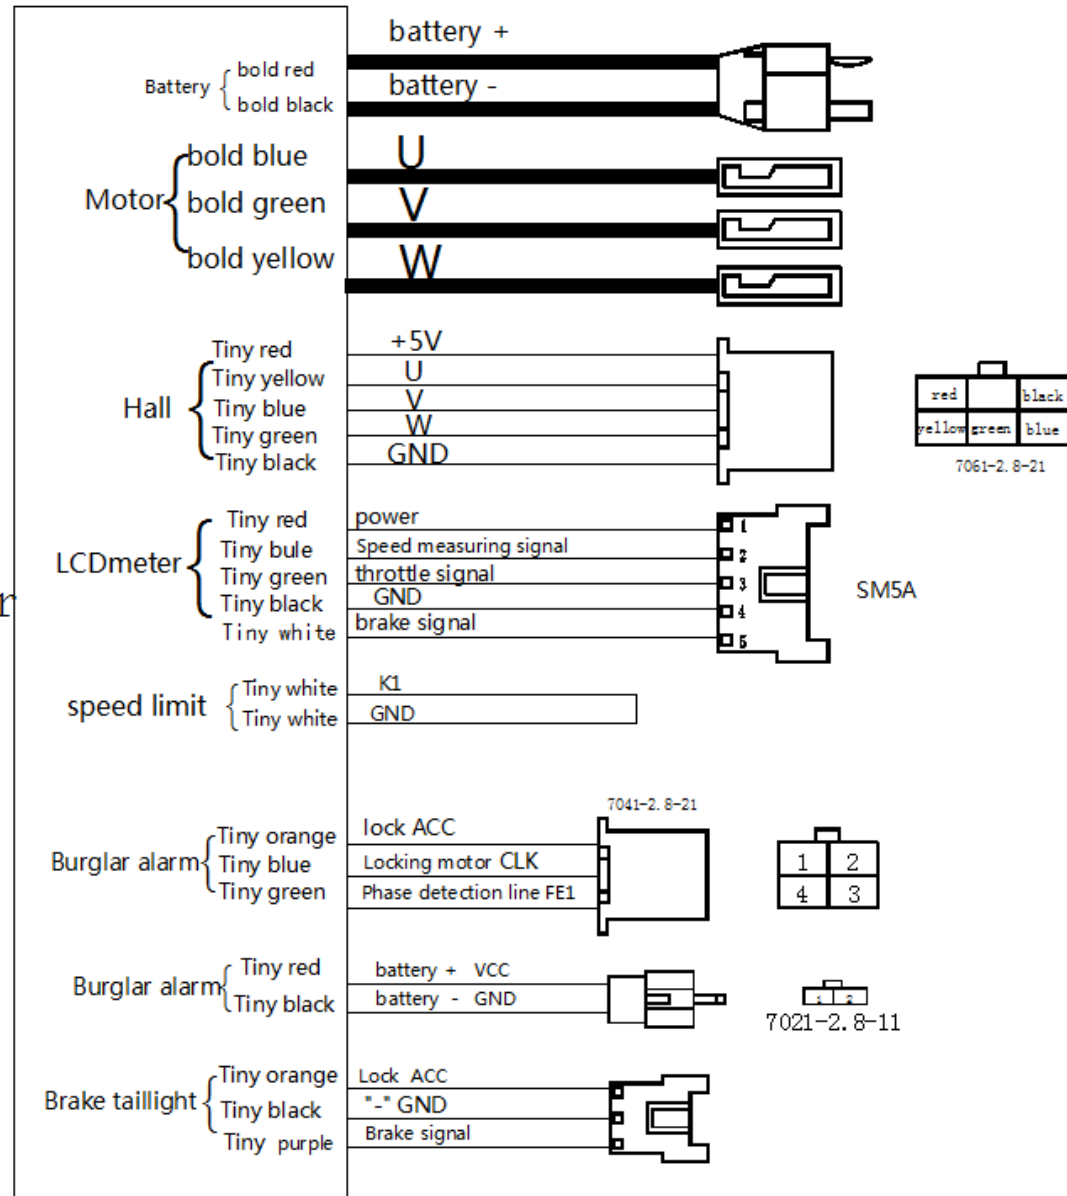 battery +
bold red
Battery
battery -
bold black
U
bold blue
Motor
bold green
V
bold yellow
W
Tiny red
+5V
Tiny yellow
U
Hall
Tiny blue
V
Tiny green
W
Tiny black
GND
red
black
yellow
green
blue
7061-2.8-21
Tiny red
power
1
Tiny bule
Speed measuring signal
2
LCDmeter
Tiny green
throttle signal
3
SM5A
Tiny black
GND
4
r
Tiny white
brake signal
5
Tiny white
K1
speed limit
Tiny white
GND
7041-2.8-21
Tiny orange
lock ACC
Burglar alarm
Tiny blue
Locking motor CLK
Tiny green
Phase detection line FE1
1 2
4 3
Tiny red
battery + VCC
Burglar alarm
Tiny black
battery - GND
1 2
7021-2.8-11
Tiny orange
Lock ACC
Brake taillight
Tiny black
"-" GND
Tiny purple
Brake signal